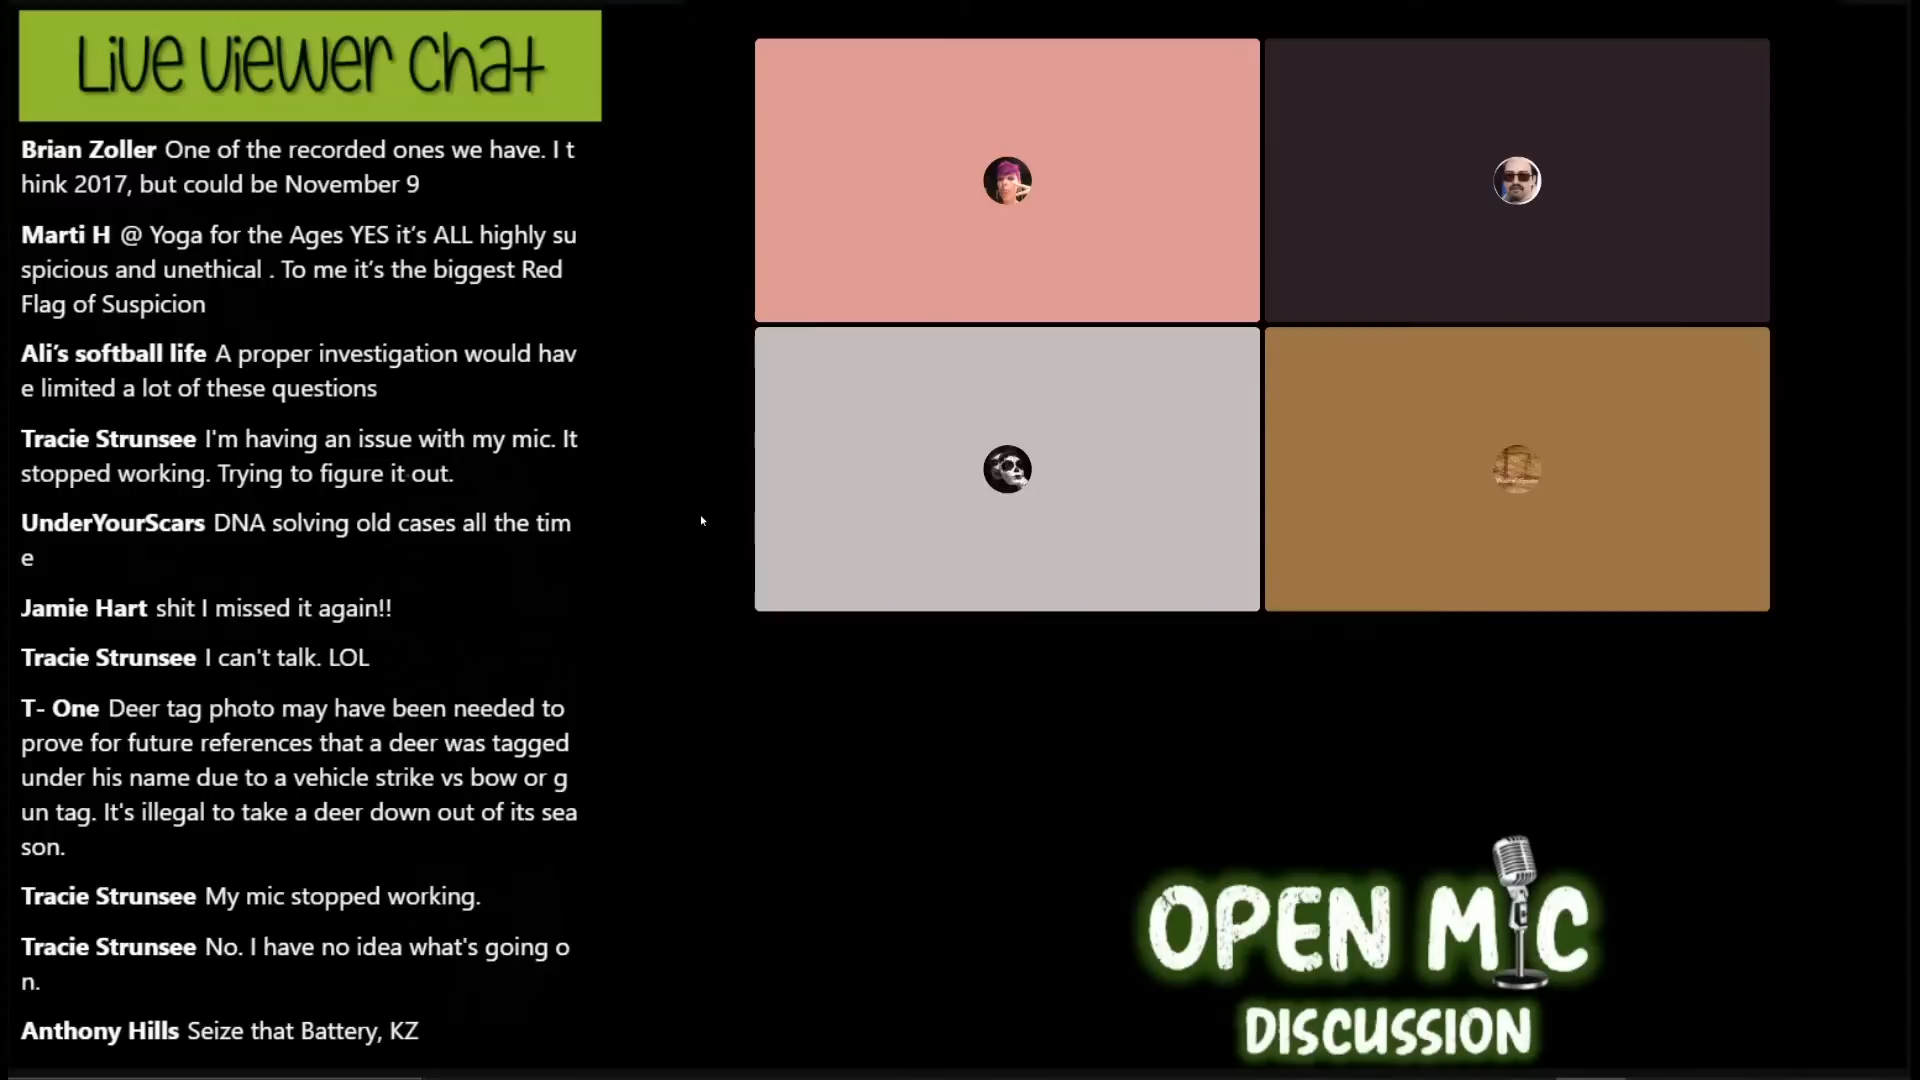 Live Viewer Chat
Brian Zoller One of the recorded ones we have. I t
hink 2017, but could be November 9
Marti H @ Yoga for the Ages YES it’s ALL highly su
spicious and unethical . To me it’s the biggest Red
Flag of Suspicion
Ali’s softball life A proper investigation would hav
e limited a lot of these questions
Tracie Strunsee I'm having an issue with my mic. It
stopped working. Trying to figure it out.
UnderYourScars DNA solving old cases all the tim
e
Jamie Hart shit I missed it again!!
Tracie Strunsee I can't talk. LOL
T- One Deer tag photo may have been needed to
prove for future references that a deer was tagged
under his name due to a vehicle strike vs bow or g
un tag. It's illegal to take a deer down out of its sea
son.
Tracie Strunsee My mic stopped working.
Tracie Strunsee No. I have no idea what's going o
n.
Anthony Hills Seize that Battery, KZ
OPEN MIC
DISCUSSION